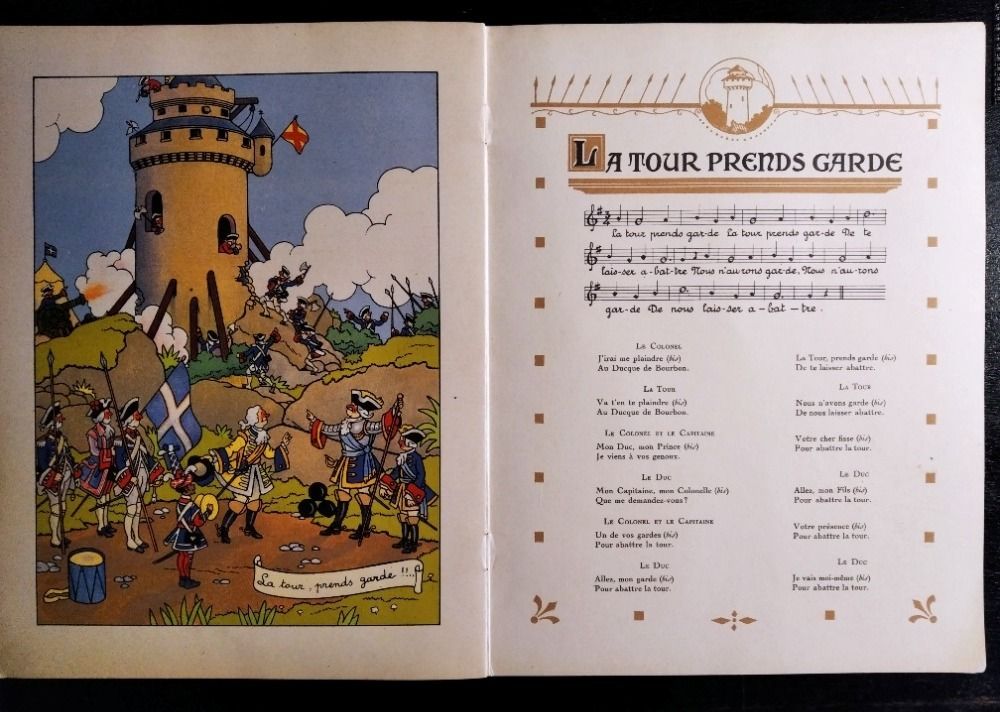 La tour, prends garde !!...
LA TOUR PRENDS GARDE
La tour prends gar-de La tour prends gar-de De te
lais-ser a-bat-tre Nous n'au rons gar-de, Nous n'au-rons
gar-de De nous lais-ser a-bat-tre.
LE COLONEL
J'irai me plaindre (bis)
Au Ducque de Bourbon.
LA TOUR
Va t'en te plaindre (bis)
Au Ducque de Bourbon.
LE COLONEL ET LE CAPITAINE
Mon Duc, mon Prince (bis)
Je viens à vos genoux.
LE DUC
Mon Capitaine, mon Colonelle (bis)
Que me demandez-vous?
LE COLONEL ET LE CAPITAINE
Un de vos gardes (bis)
Pour abattre la tour.
LE DUC
Allez, mon garde (bis)
Pour abattre la tour.
La Tour, prends garde (bis)
De te laisser abattre.
LA TOUR
Nous n'avons garde (bis)
De nous laisser abattre.
Votre cher fisse (bis)
Pour abattre la tour.
LE DUC
Allez, mon Fils (bis)
Pour abattre la tour.
Votre présence (bis)
Pour abattre la tour.
LE DUC
Je vais moi-même (bis)
Pour abattre la tour.